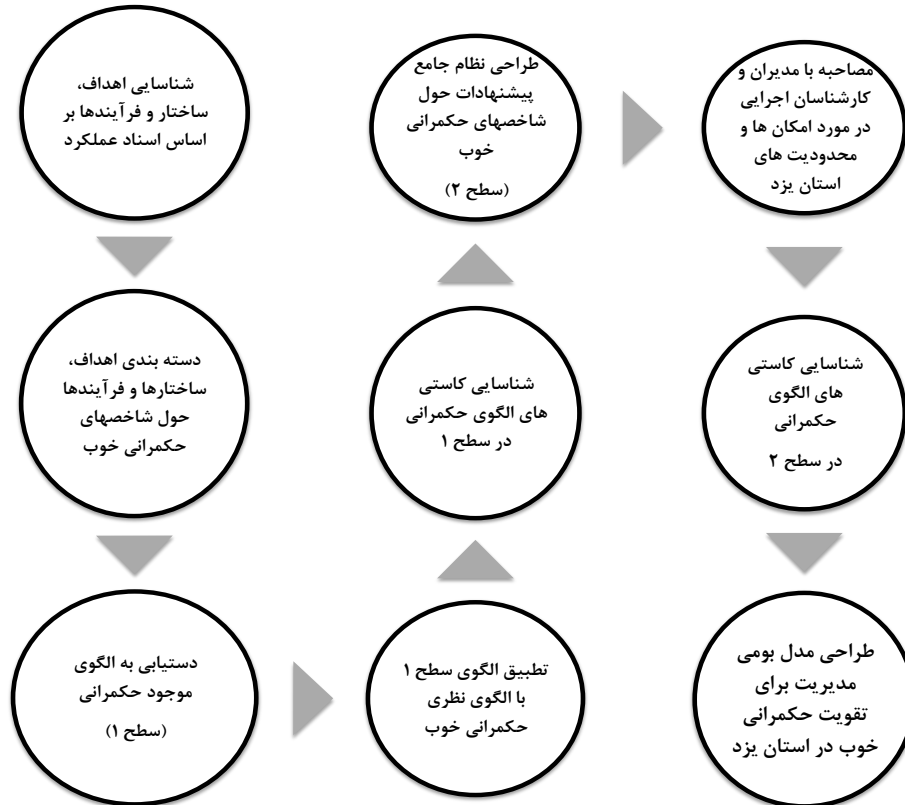 شناسایی اهداف،
ساختار و فرآیندها بر
اساس اسناد عملکرد
دسته بندی اهداف،
ساختارها و فرآیندها
حول شاخصهای
حکمرانی خوب
دستیابی به الگوی
موجود حکمرانی
(سطح ۱)
تطبیق الگوی سطح ۱
با الگوی نظری
حکمرانی خوب
شناسایی کاستی
های الگوی حکمرانی
در سطح ۱
طراحی نظام جامع
پیشنهادات حول
شاخصهای حکمرانی
خوب
(سطح ۲)
مصاحبه با مدیران و
کارشناسان اجرایی
در مورد امکان ها و
محدودیت های
استان یزد
شناسایی کاستی
های الگوی
حکمرانی
در سطح ۲
طراحی مدل بومی
مدیریت برای
تقویت حکمرانی
خوب در استان یزد